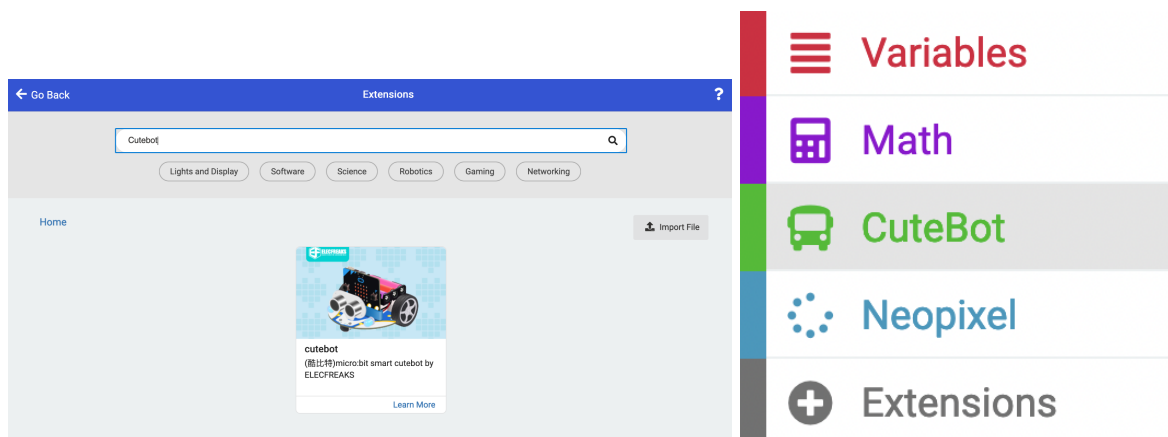 Go Back
Extensions
?
Cutebot
Lights and Display
Software
Science
Robotics
Gaming
Networking
Home
Import File
ELECFREAKS
cutebot
(酷比特)micro:bit smart cutebot by
ELECFREAKS
Learn More
Variables
Math
CuteBot
Neopixel
Extensions